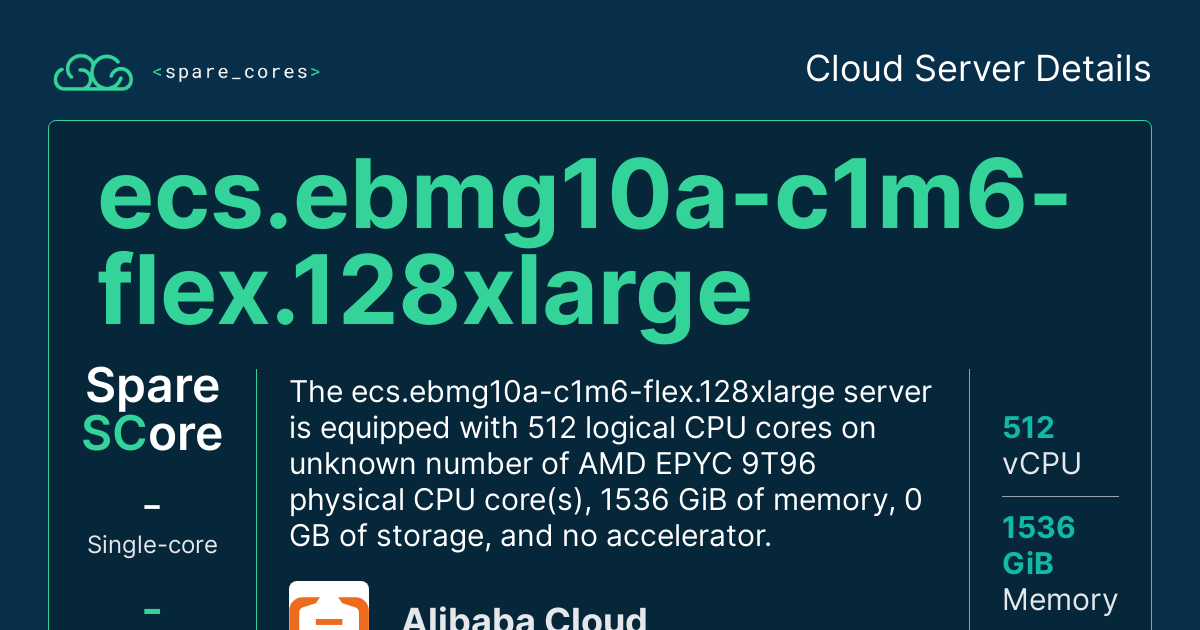 <spare_cores>
Cloud Server Details
ecs.ebmg10a-c1m6-
flex.128xlarge
Spare
SCore
–
Single-core
–
The ecs.ebmg10a-c1m6-flex.128xlarge server
is equipped with 512 logical CPU cores on
unknown number of AMD EPYC 9T96
physical CPU core(s), 1536 GiB of memory, 0
GB of storage, and no accelerator.
Alibaba Cloud
512
vCPU
1536
GiB
Memory